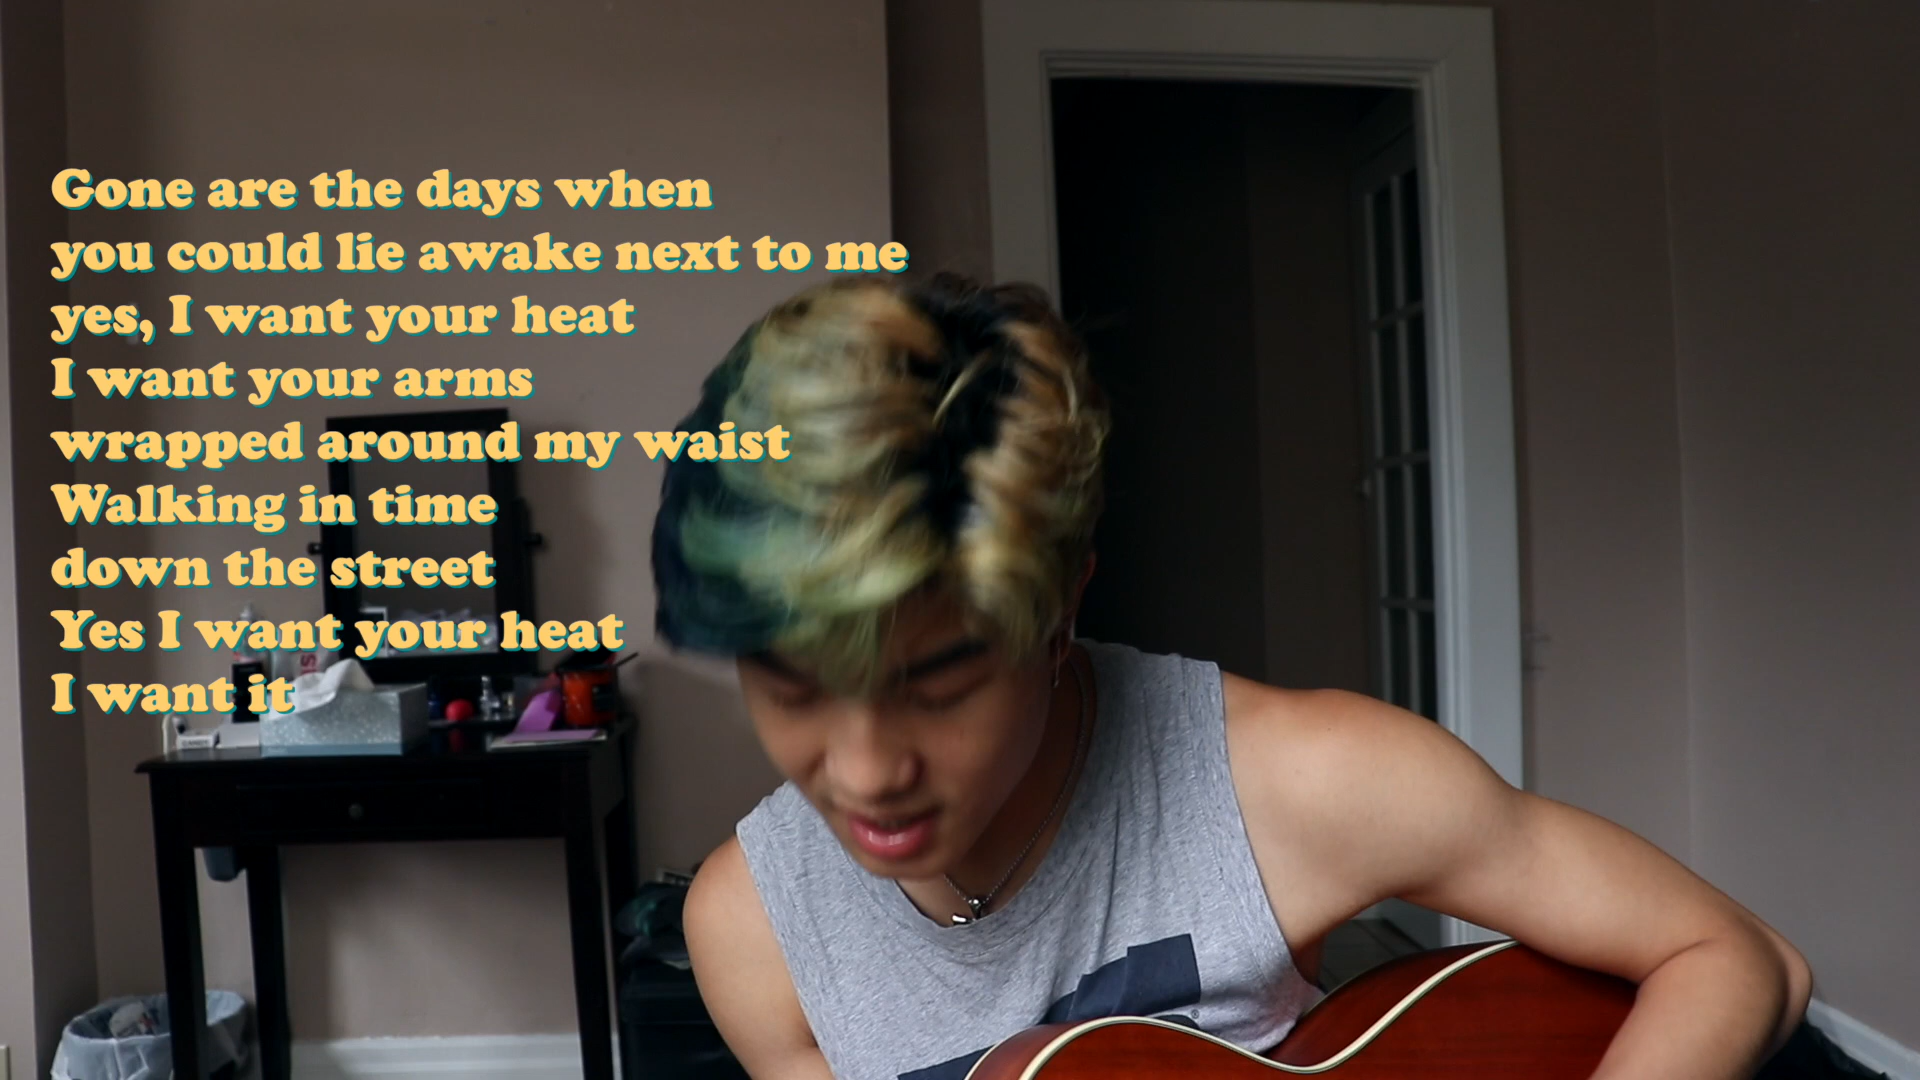 Gone are the days when
you could lie awake next to me
yes, I want your heat
I want your arms
wrapped around my waist
Walking in time
down the street
Yes I want your heat
I want it